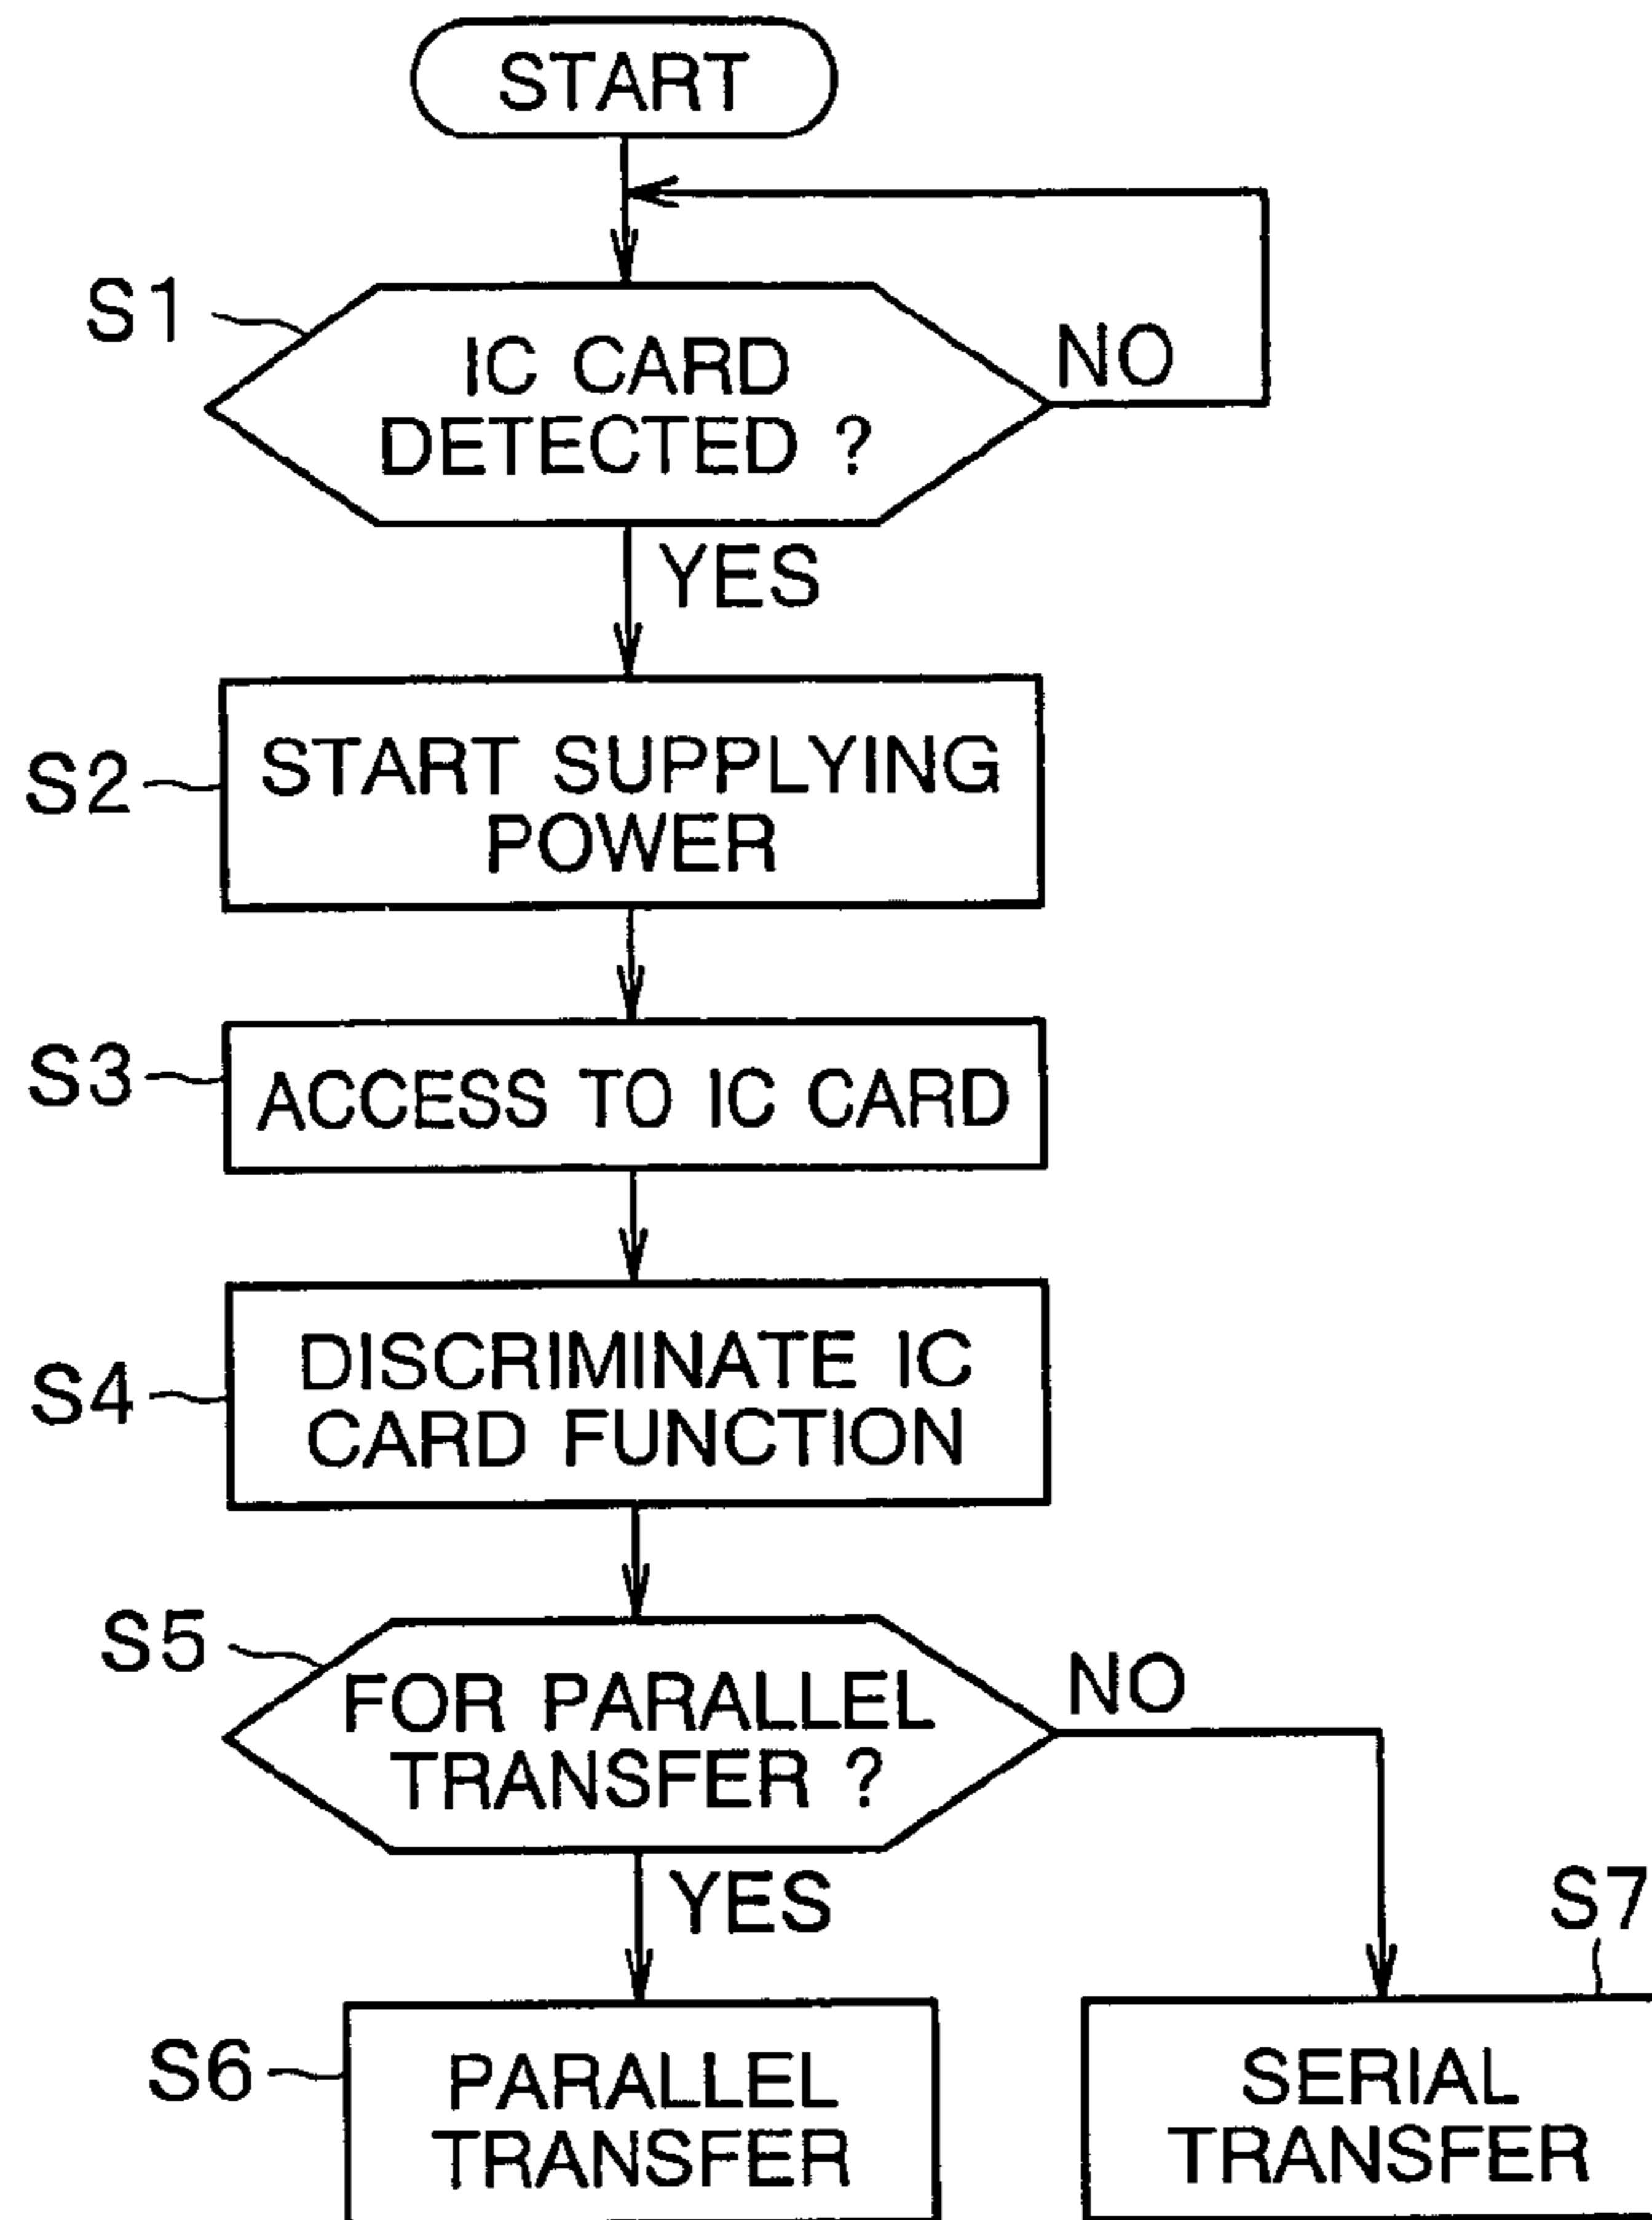 START
S1
IC CARD
DETECTED ?
NO
YES
S2
START SUPPLYING
POWER
S3
ACCESS TO IC CARD
S4
DISCRIMINATE IC
CARD FUNCTION
S5
FOR PARALLEL
TRANSFER ?
NO
YES
S7
S6
PARALLEL
TRANSFER
SERIAL
TRANSFER